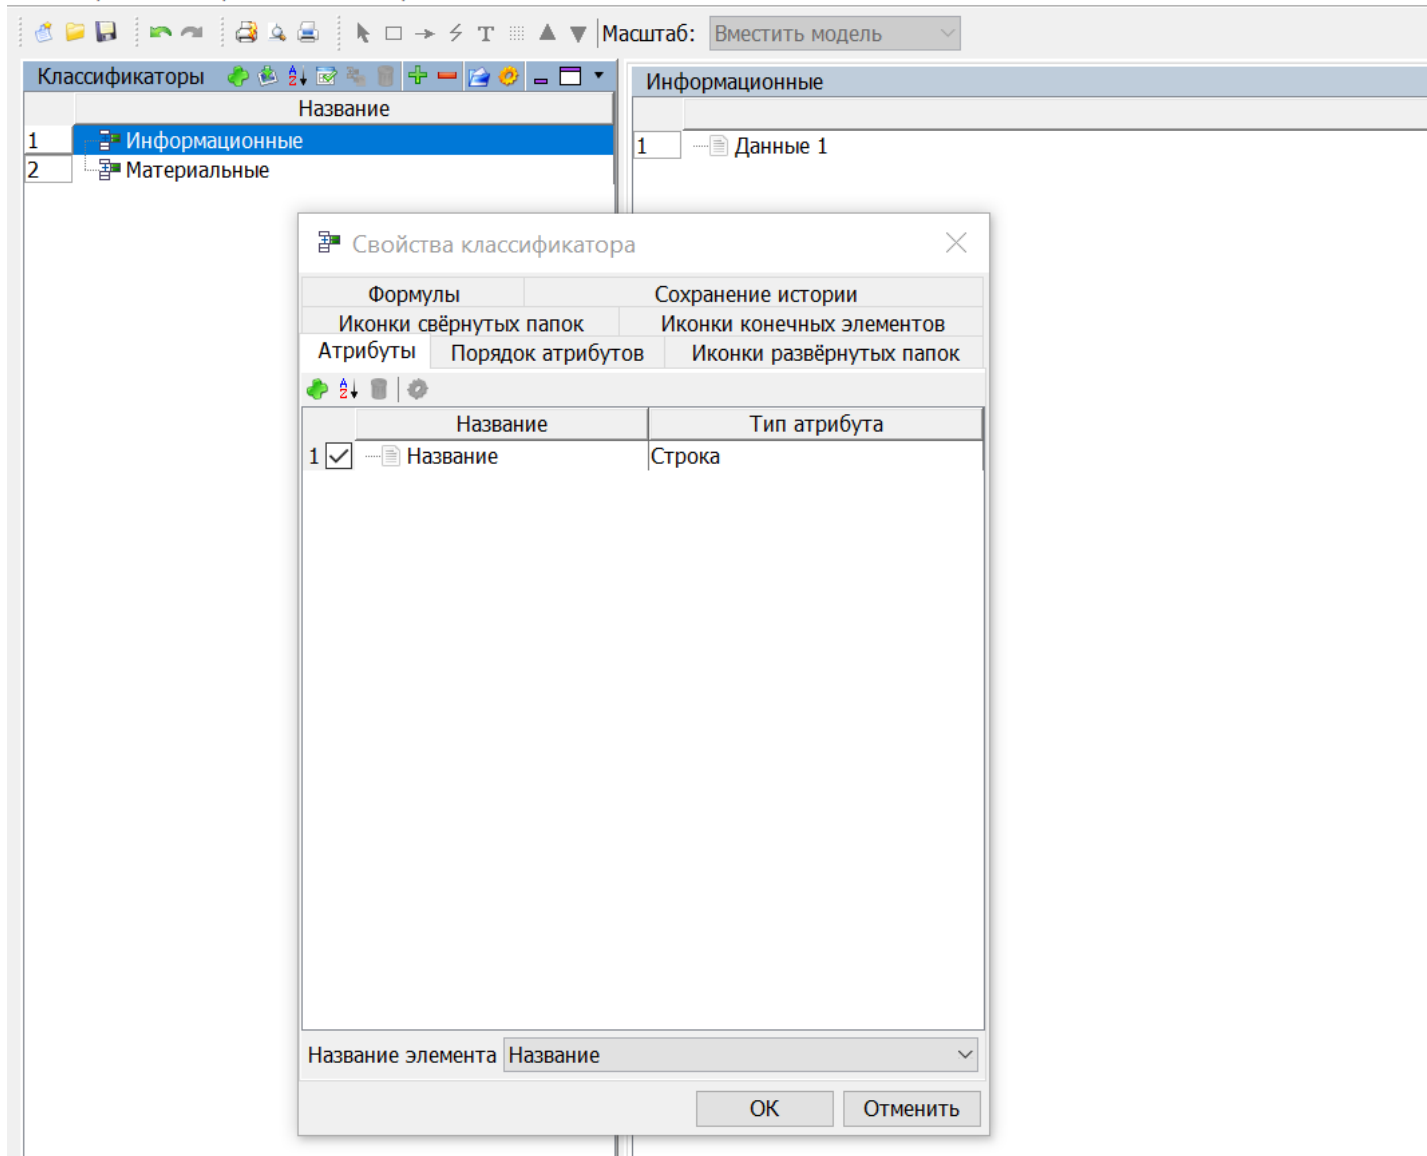 Масштаб: Вместить модель
Классификаторы
Название
1 Информационные
2 Материальные
Информационные
1 Данные 1
Свойства классификатора
Формулы Сохранение истории
Иконки свёрнутых папок Иконки конечных элементов
Атрибуты Порядок атрибутов Иконки развёрнутых папок
Название Тип атрибута
1 Название Строка
Название элемента Название
ОК Отменить